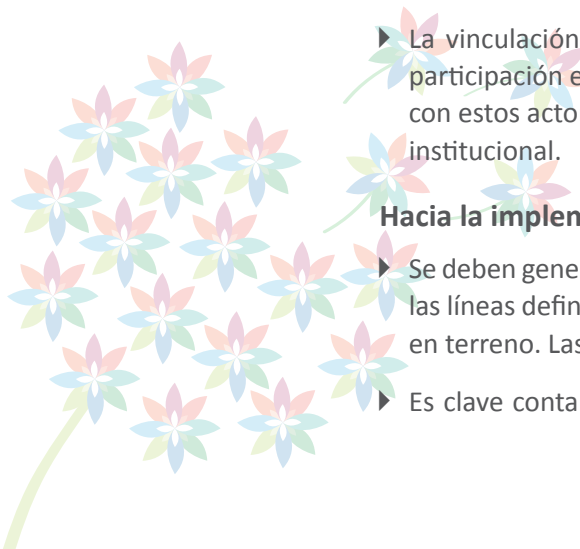 La vinculación
participación e
con estos acto
institucional.
Hacia la implen
Se deben gene
las líneas defin
en terreno. Las
Es clave conta